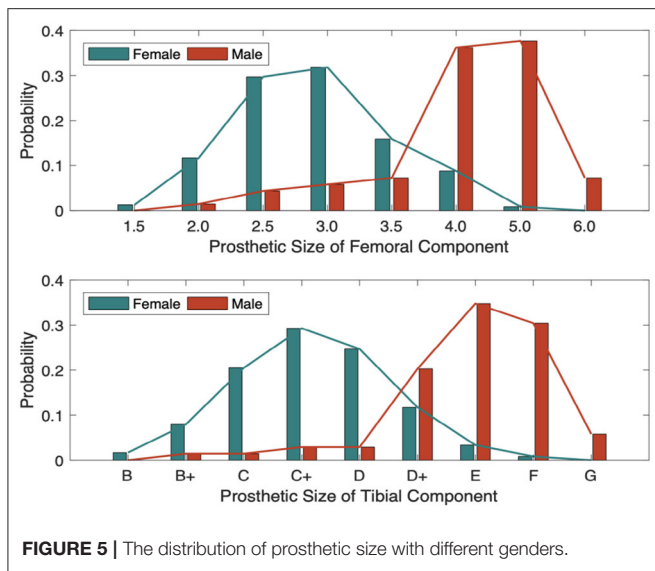 0.4
Female Male
0.3
0.2
0.1
0
Probability
1.5 2.0 2.5 3.0 3.5 4.0 5.0 6.0
Prosthetic Size of Femoral Component
0.4
Female Male
0.3
0.2
0.1
0
Probability
B B+ C C+ D D+ E F G
Prosthetic Size of Tibial Component
FIGURE 5 | The distribution of prosthetic size with different genders.